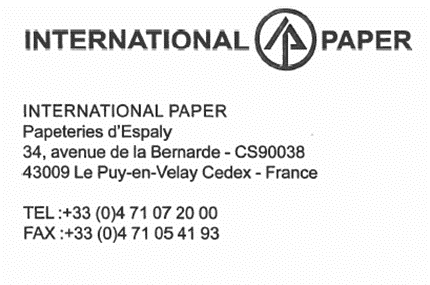 INTERNATIONAL PAPER
INTERNATIONAL PAPER
Papeteries d'Espaly
34, avenue de la Bernarde - CS90038
43009 Le Puy-en-Velay Cedex - France
TEL :+33 (0)4 71 07 20 00
FAX :+33 (0)4 71 05 41 93